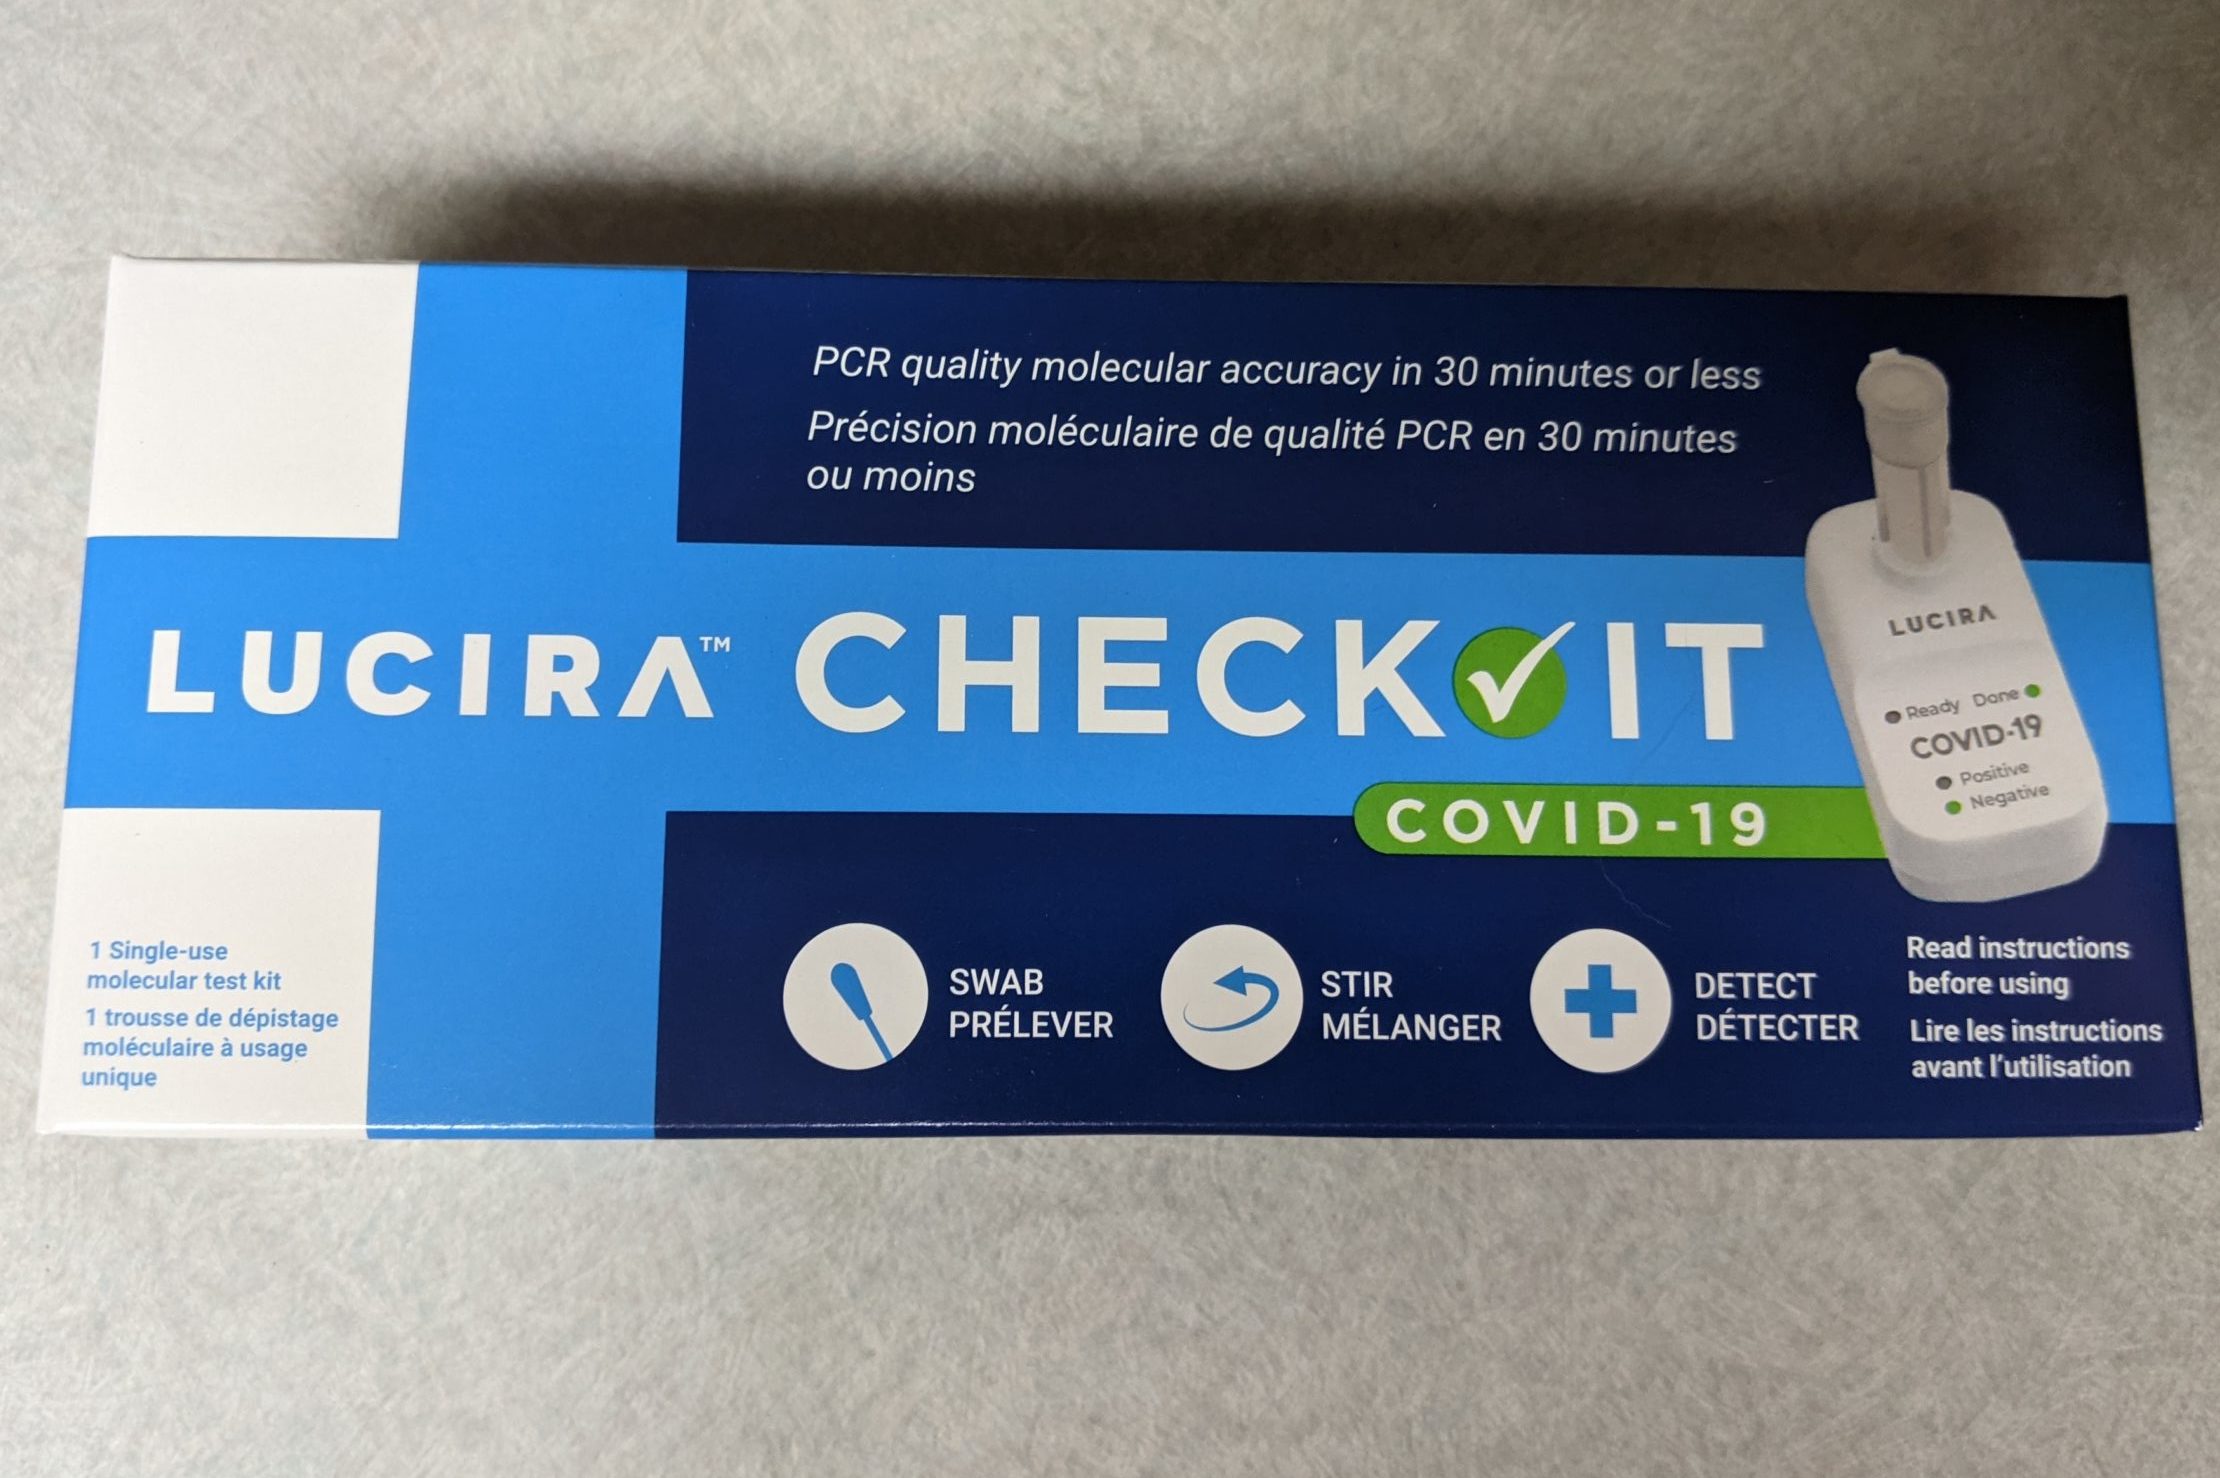 PCR quality molecular accuracy in 30 minutes or less
Précision moléculaire de qualité PCR en 30 minutes
ou moins
LUCIRA™ CHECK IT
COVID-19
LUCIRA
Ready Done
COVID-19
Positive
Negative
1 Single-use
molecular test kit
1 trousse de dépistage
moléculaire à usage
unique
SWAB
PRÉLEVER
STIR
MÉLANGER
DETECT
DÉTECTER
Read instructions
before using
Lire les instructions
avant l'utilisation